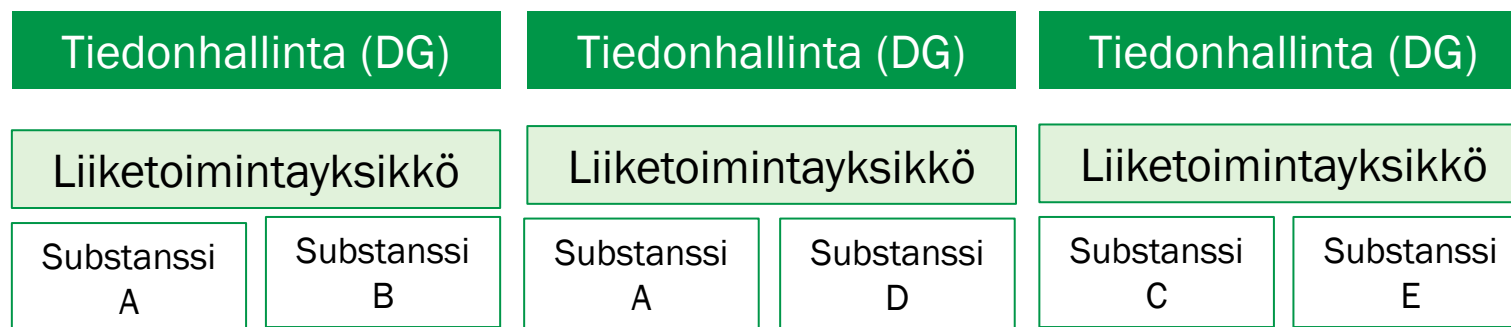 Tiedonhallinta (DG)
Tiedonhallinta (DG)
Tiedonhallinta (DG)
Liiketoimintayksikkö
Liiketoimintayksikkö
Liiketoimintayksikkö
Substanssi
A
Substanssi
B
Substanssi
A
Substanssi
D
Substanssi
C
Substanssi
E